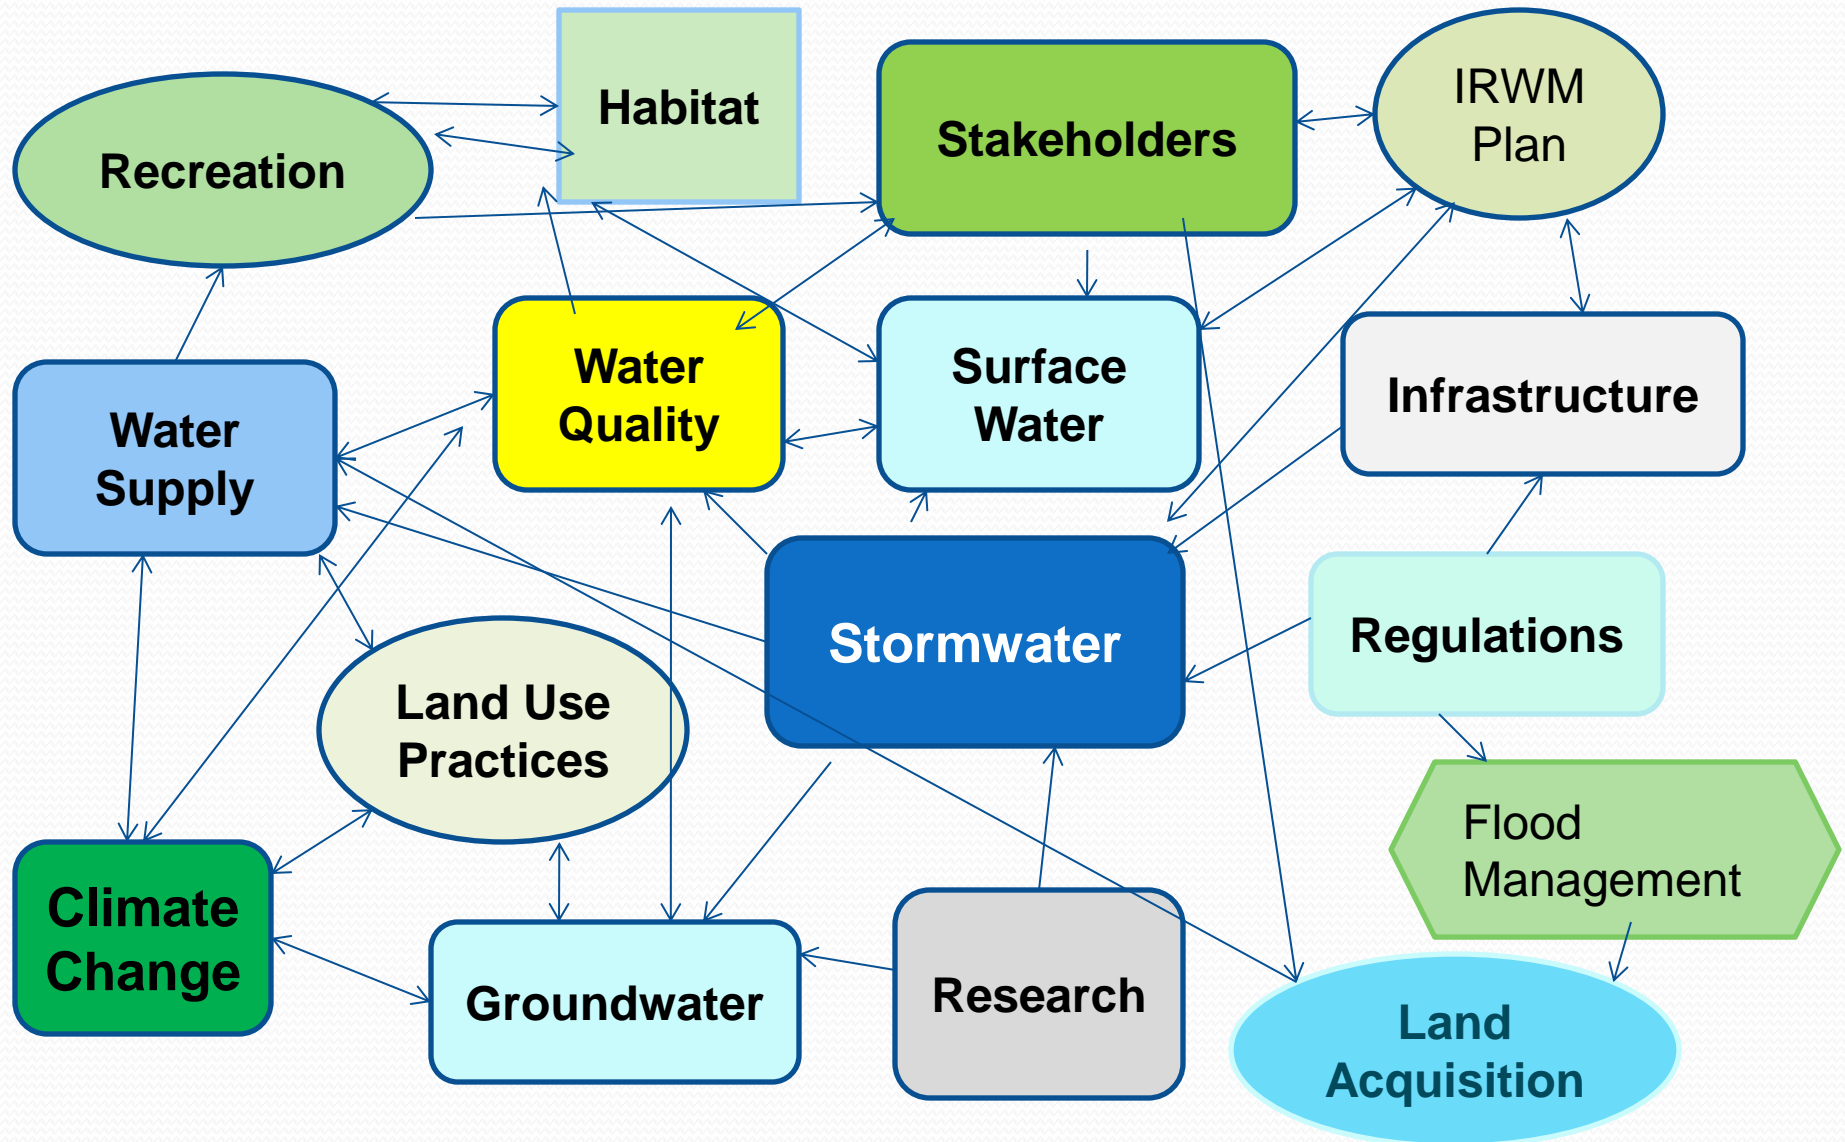 Habitat
Stakeholders
IRWM
Plan
Recreation
Water
Quality
Surface
Water
Infrastructure
Water
Supply
Stormwater
Regulations
Land Use
Practices
Flood
Management
Climate
Change
Groundwater
Research
Land
Acquisition